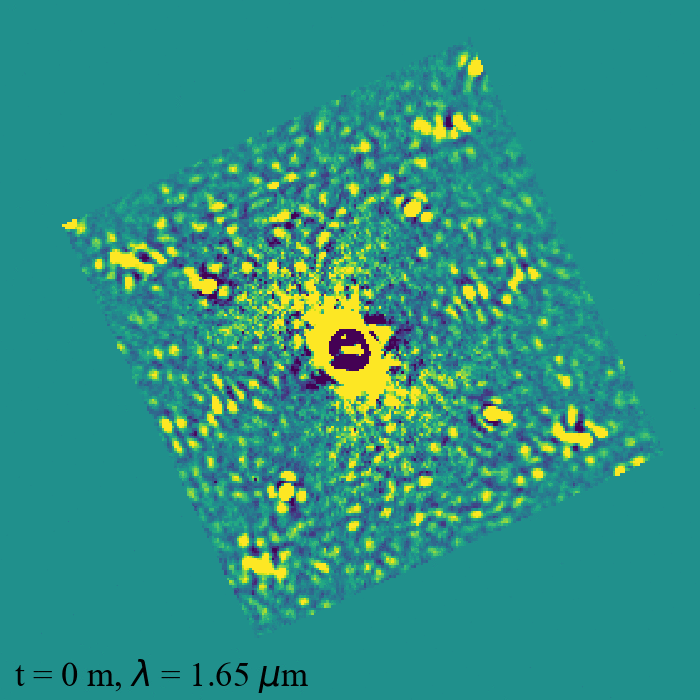 t = 0 m, λ = 1.65 μm